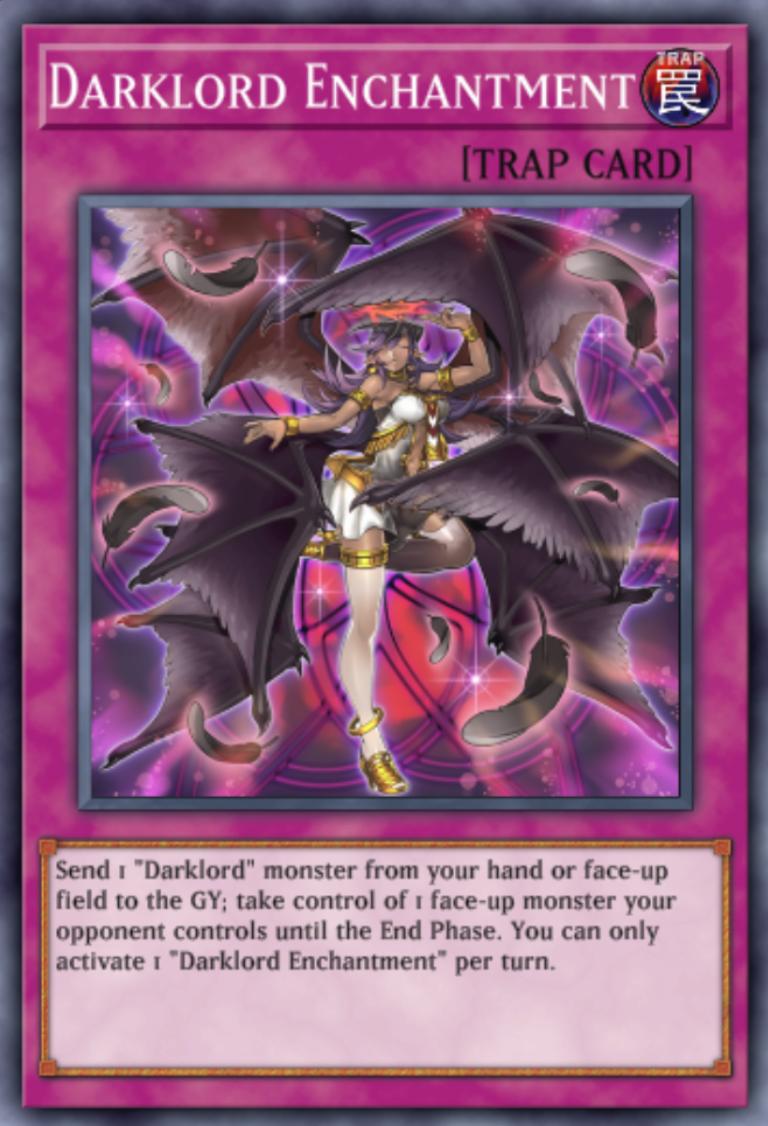 Darklord Enchantment
TRAP
罠
[TRAP CARD]
Send 1 "Darklord" monster from your hand or face-up
field to the GY; take control of 1 face-up monster your
opponent controls until the End Phase. You can only
activate 1 "Darklord Enchantment" per turn.